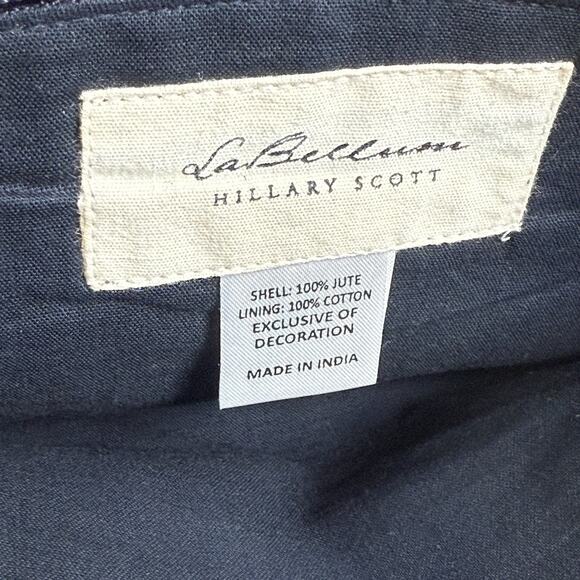 LaBellum
HILLARY SCOTT
SHELL: 100% JUTE
LINING: 100% COTTON
EXCLUSIVE OF
DECORATION
MADE IN INDIA